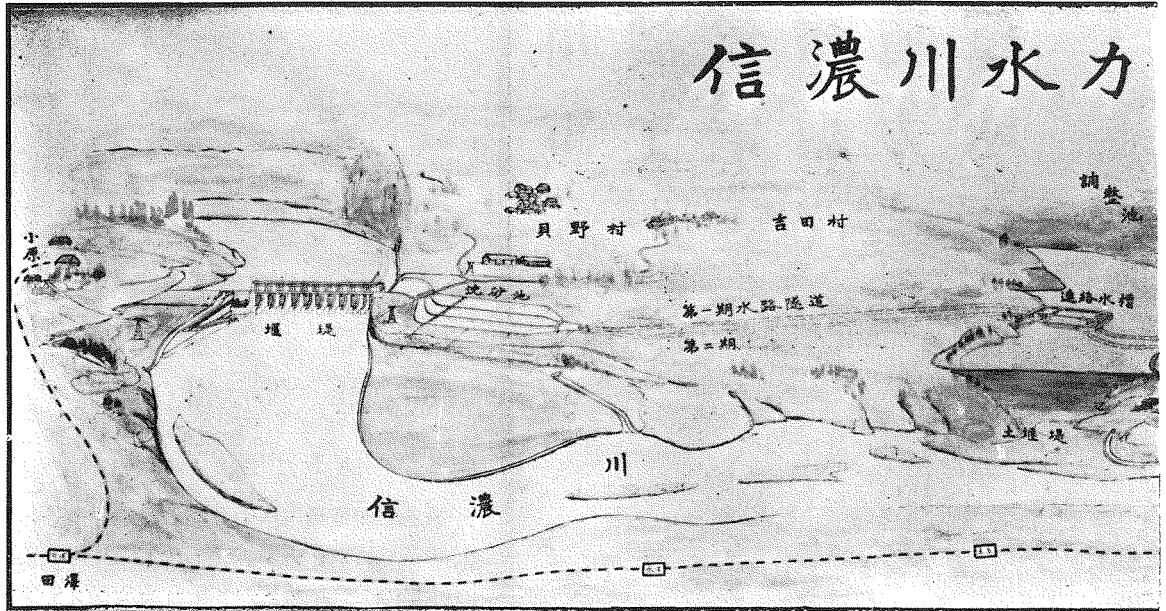 信濃川水力
調整池
小原
貝野村
吉田村
沈砂池
連絡水槽
第一期水路隧道
堰堤
第二期
土堰堤
信濃川
田澤